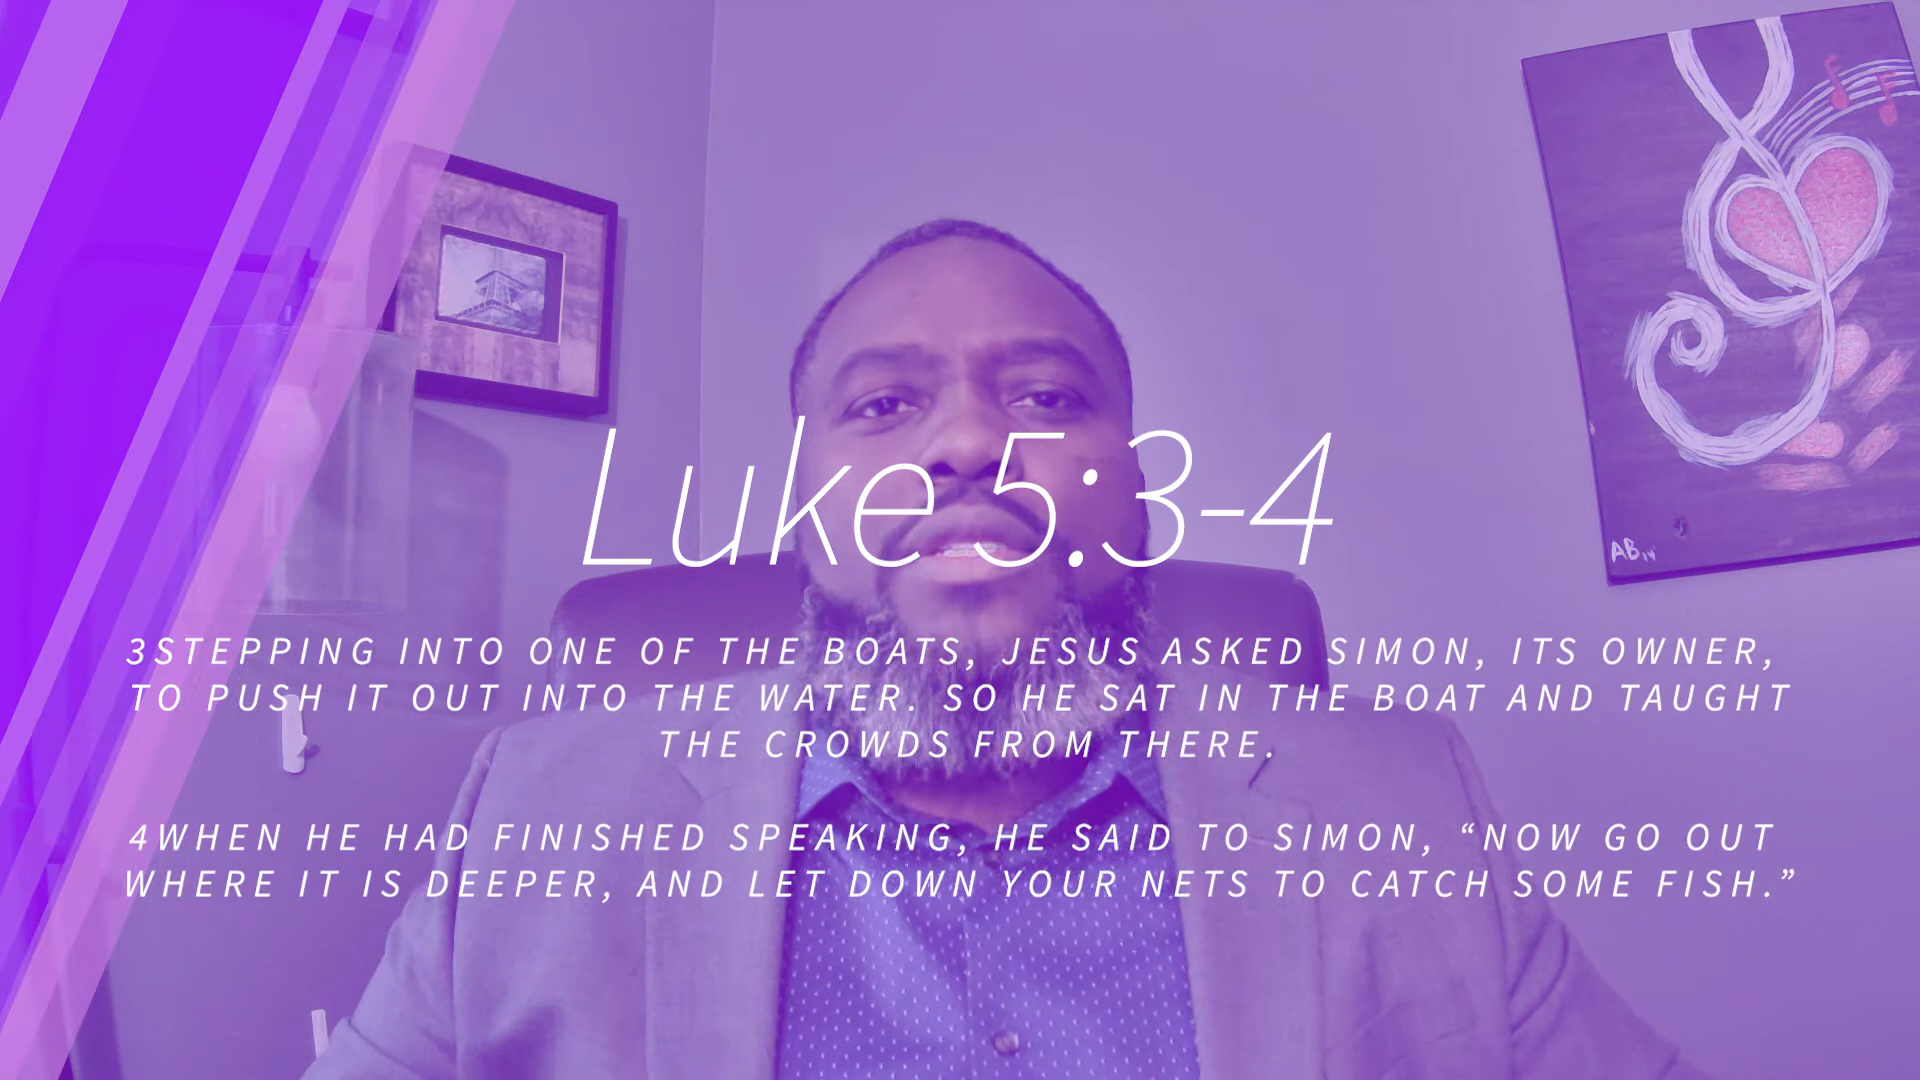 Luke 5:3-4
3STEPPING INTO ONE OF THE BOATS, JESUS ASKED SIMON, ITS OWNER,
TO PUSH IT OUT INTO THE WATER. SO HE SAT IN THE BOAT AND TAUGHT
THE CROWDS FROM THERE.
4WHEN HE HAD FINISHED SPEAKING, HE SAID TO SIMON, “NOW GO OUT
WHERE IT IS DEEPER, AND LET DOWN YOUR NETS TO CATCH SOME FISH.”
AB